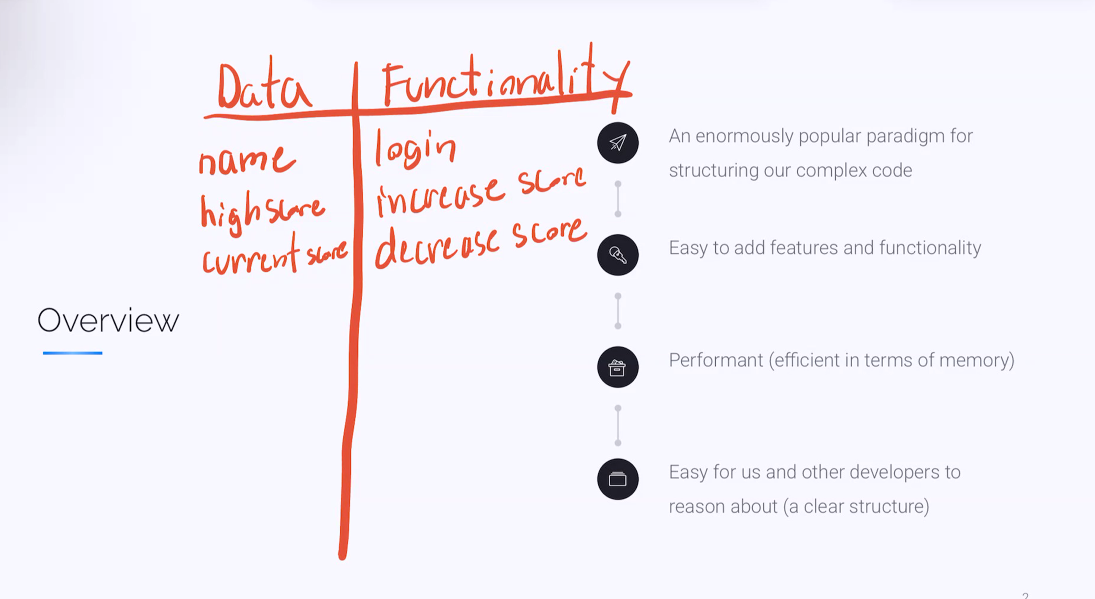 Data Functionality
name login
highscore increase score
current score decrease score
Overview
An enormously popular paradigm for
structuring our complex code
Easy to add features and functionality
Performant (efficient in terms of memory)
Easy for us and other developers to
reason about (a clear structure)
2